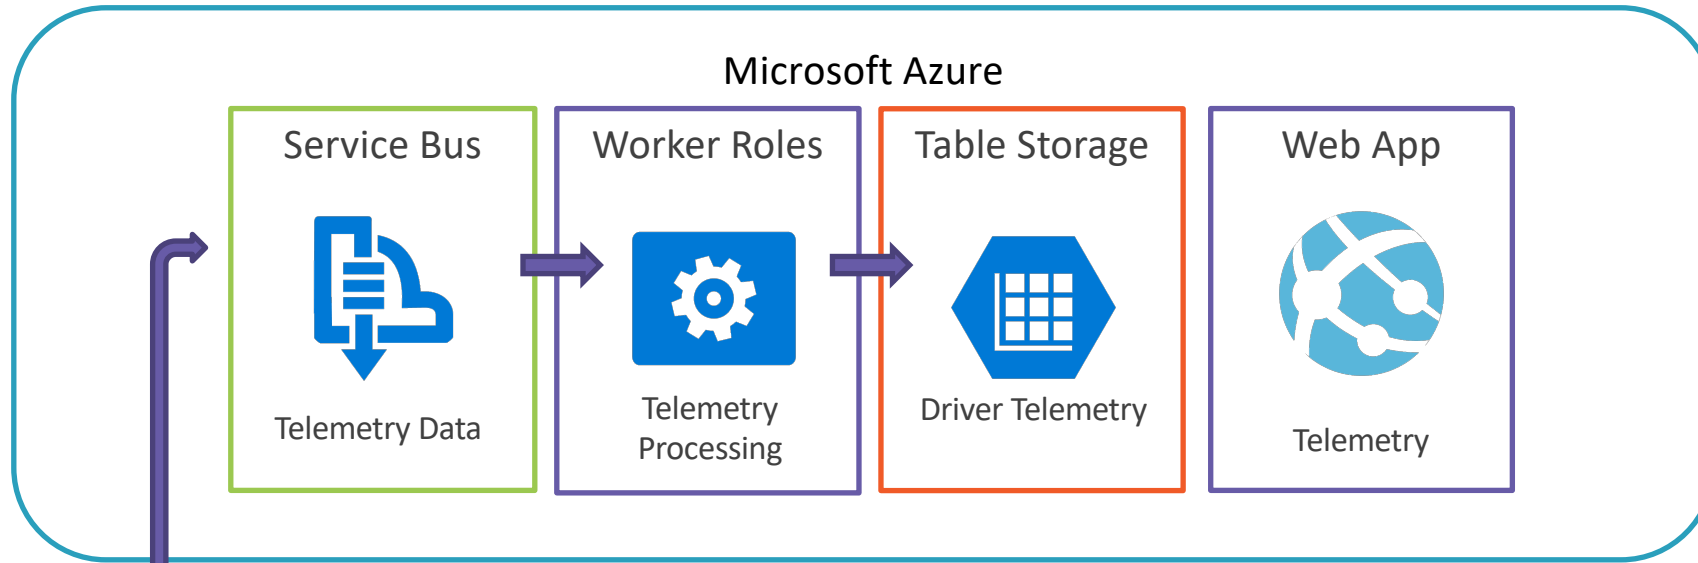 Microsoft Azure
Service Bus
Telemetry Data
Worker Roles
Telemetry
Processing
Table Storage
Driver Telemetry
Web App
Telemetry